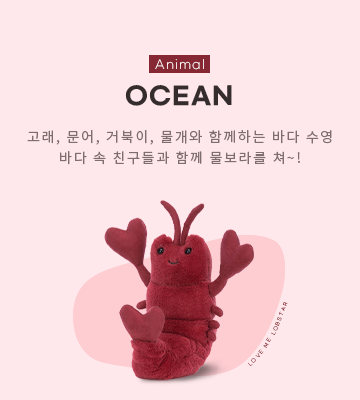 Animal
OCEAN
고래, 문어, 거북이, 물개와 함께하는 바다 수영
바다 속 친구들과 함께 물보라를 쳐~!
LOVE ME LOBSTAR